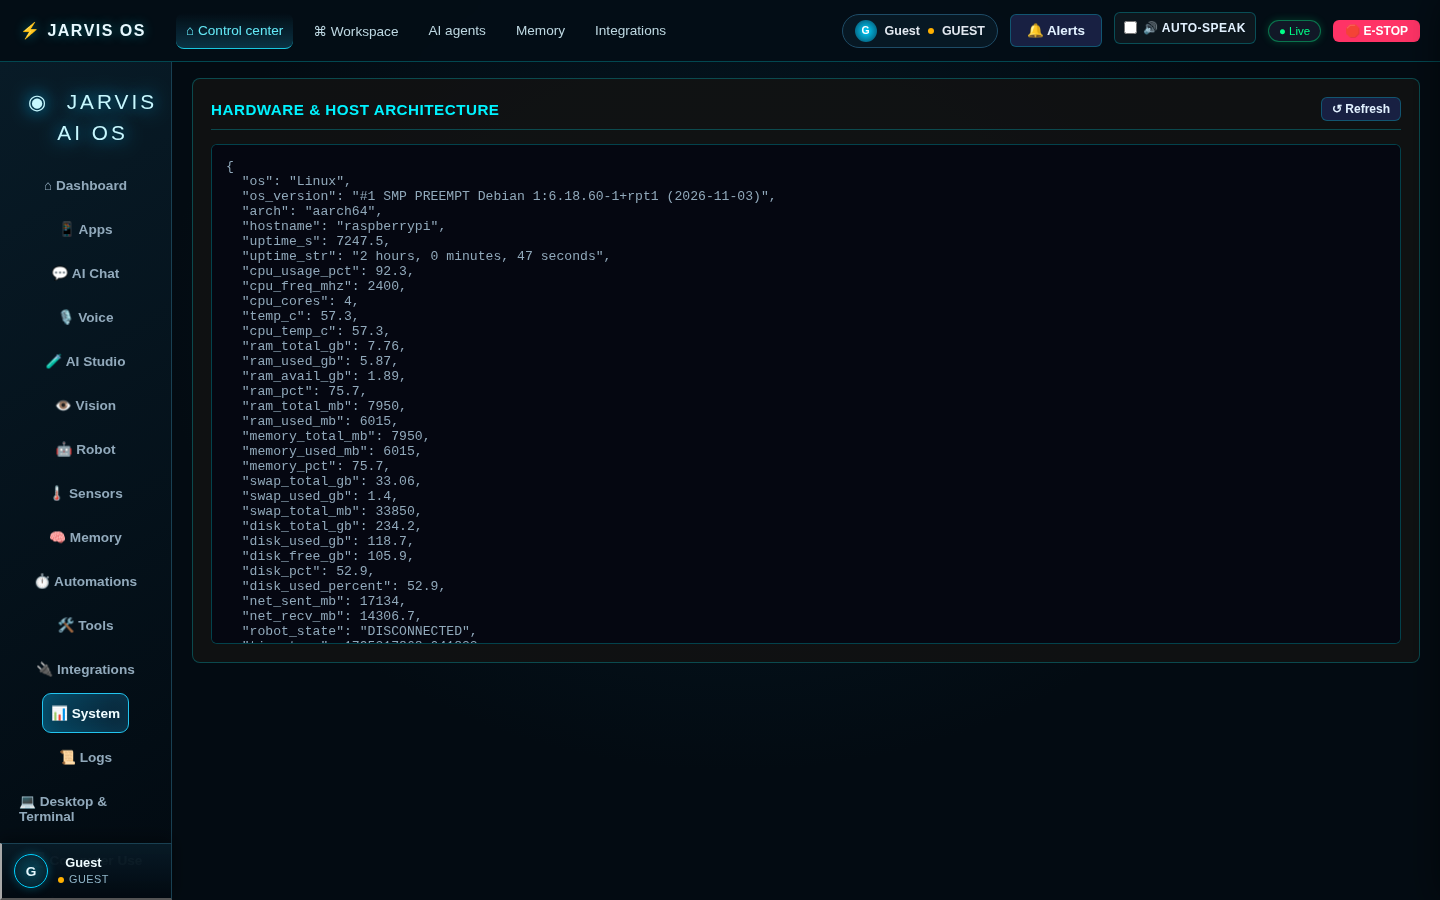 ⚡ JARVIS OS
⌂ Control center
⌘ Workspace
AI agents
Memory
Integrations
G Guest GUEST
🔔 Alerts
🔊 AUTO-SPEAK
● Live
E-STOP
◉ JARVIS
AI OS
⌂ Dashboard
📱 Apps
💬 AI Chat
🎙️ Voice
🧪 AI Studio
👁️ Vision
🤖 Robot
🌡️ Sensors
🧠 Memory
⏱️ Automations
🛠️ Tools
🔌 Integrations
📊 System
📜 Logs
💻 Desktop &
Terminal
G Guest
GUEST
HARDWARE & HOST ARCHITECTURE
↺ Refresh
{
"os": "Linux",
"os_version": "#1 SMP PREEMPT Debian 1:6.18.60-1+rpt1 (2026-11-03)",
"arch": "aarch64",
"hostname": "raspberrypi",
"uptime_s": 7247.5,
"uptime_str": "2 hours, 0 minutes, 47 seconds",
"cpu_usage_pct": 92.3,
"cpu_freq_mhz": 2400,
"cpu_cores": 4,
"temp_c": 57.3,
"cpu_temp_c": 57.3,
"ram_total_gb": 7.76,
"ram_used_gb": 5.87,
"ram_avail_gb": 1.89,
"ram_pct": 75.7,
"ram_total_mb": 7950,
"ram_used_mb": 6015,
"memory_total_mb": 7950,
"memory_used_mb": 6015,
"memory_pct": 75.7,
"swap_total_gb": 33.06,
"swap_used_gb": 1.4,
"swap_total_mb": 33850,
"disk_total_gb": 234.2,
"disk_used_gb": 118.7,
"disk_free_gb": 105.9,
"disk_pct": 52.9,
"disk_used_percent": 52.9,
"net_sent_mb": 17134,
"net_recv_mb": 14306.7,
"robot_state": "DISCONNECTED",